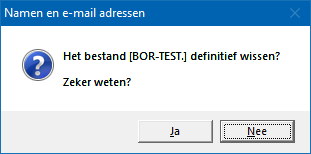 Namen en e-mail adressen
Het bestand [BOR-TEST.] definitief wissen?
Zeker weten?
Ja
Nee